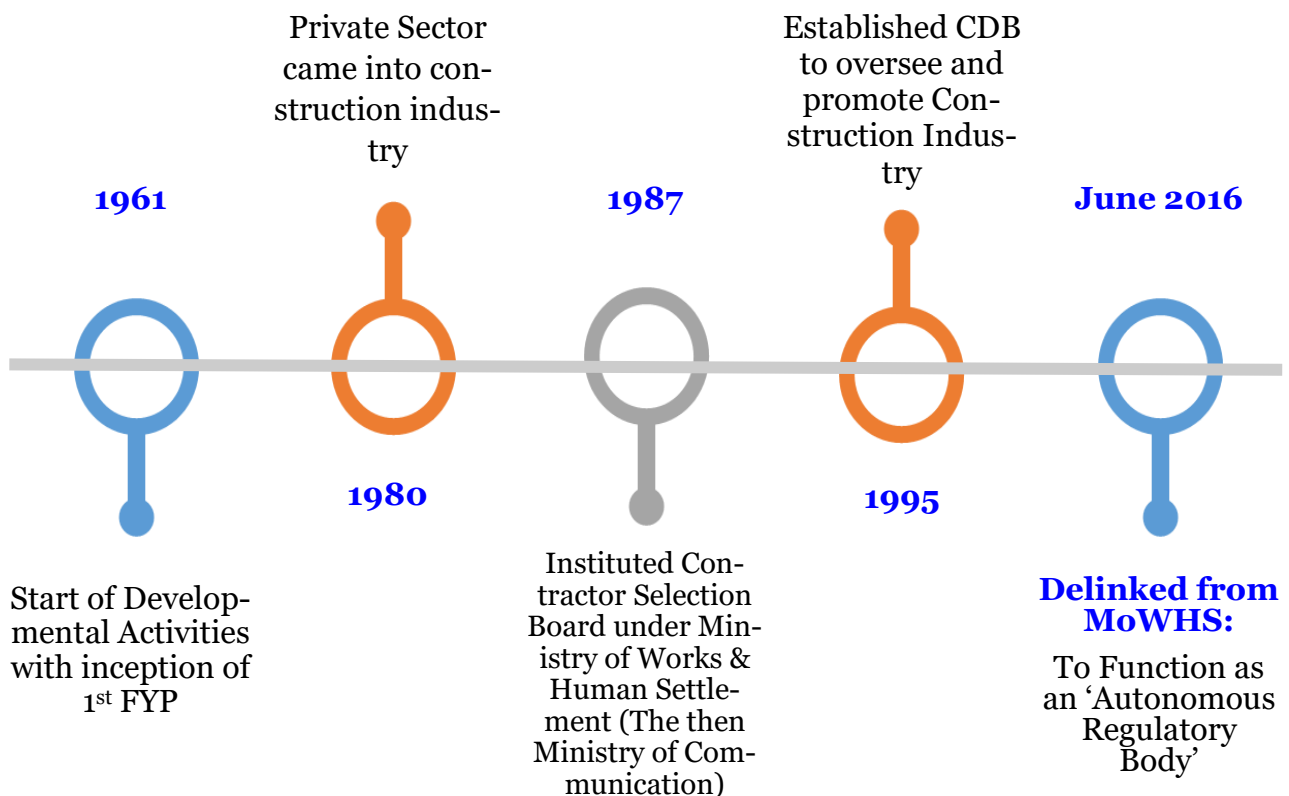 1961
Start of Develop-
mental Activities
with inception of
1st FYP
Private Sector
came into con-
struction indus-
try
1980
1987
Instituted Con-
tractor Selection
Board under Min-
istry of Works &
Human Settle-
ment (The then
Ministry of Com-
munication)
Established CDB
to oversee and
promote Con-
struction Indus-
try
1995
June 2016
Delinked from
MoWHS:
To Function as
an ‘Autonomous
Regulatory
Body’